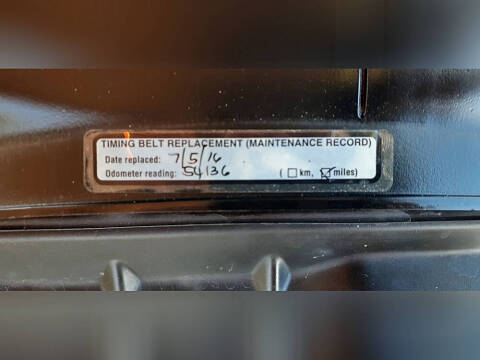 TIMING BELT REPLACEMENT (MAINTENANCE RECORD)
Date replaced: 7/5/16
Odometer reading: 54136 ( ☐ km, ☑ miles)